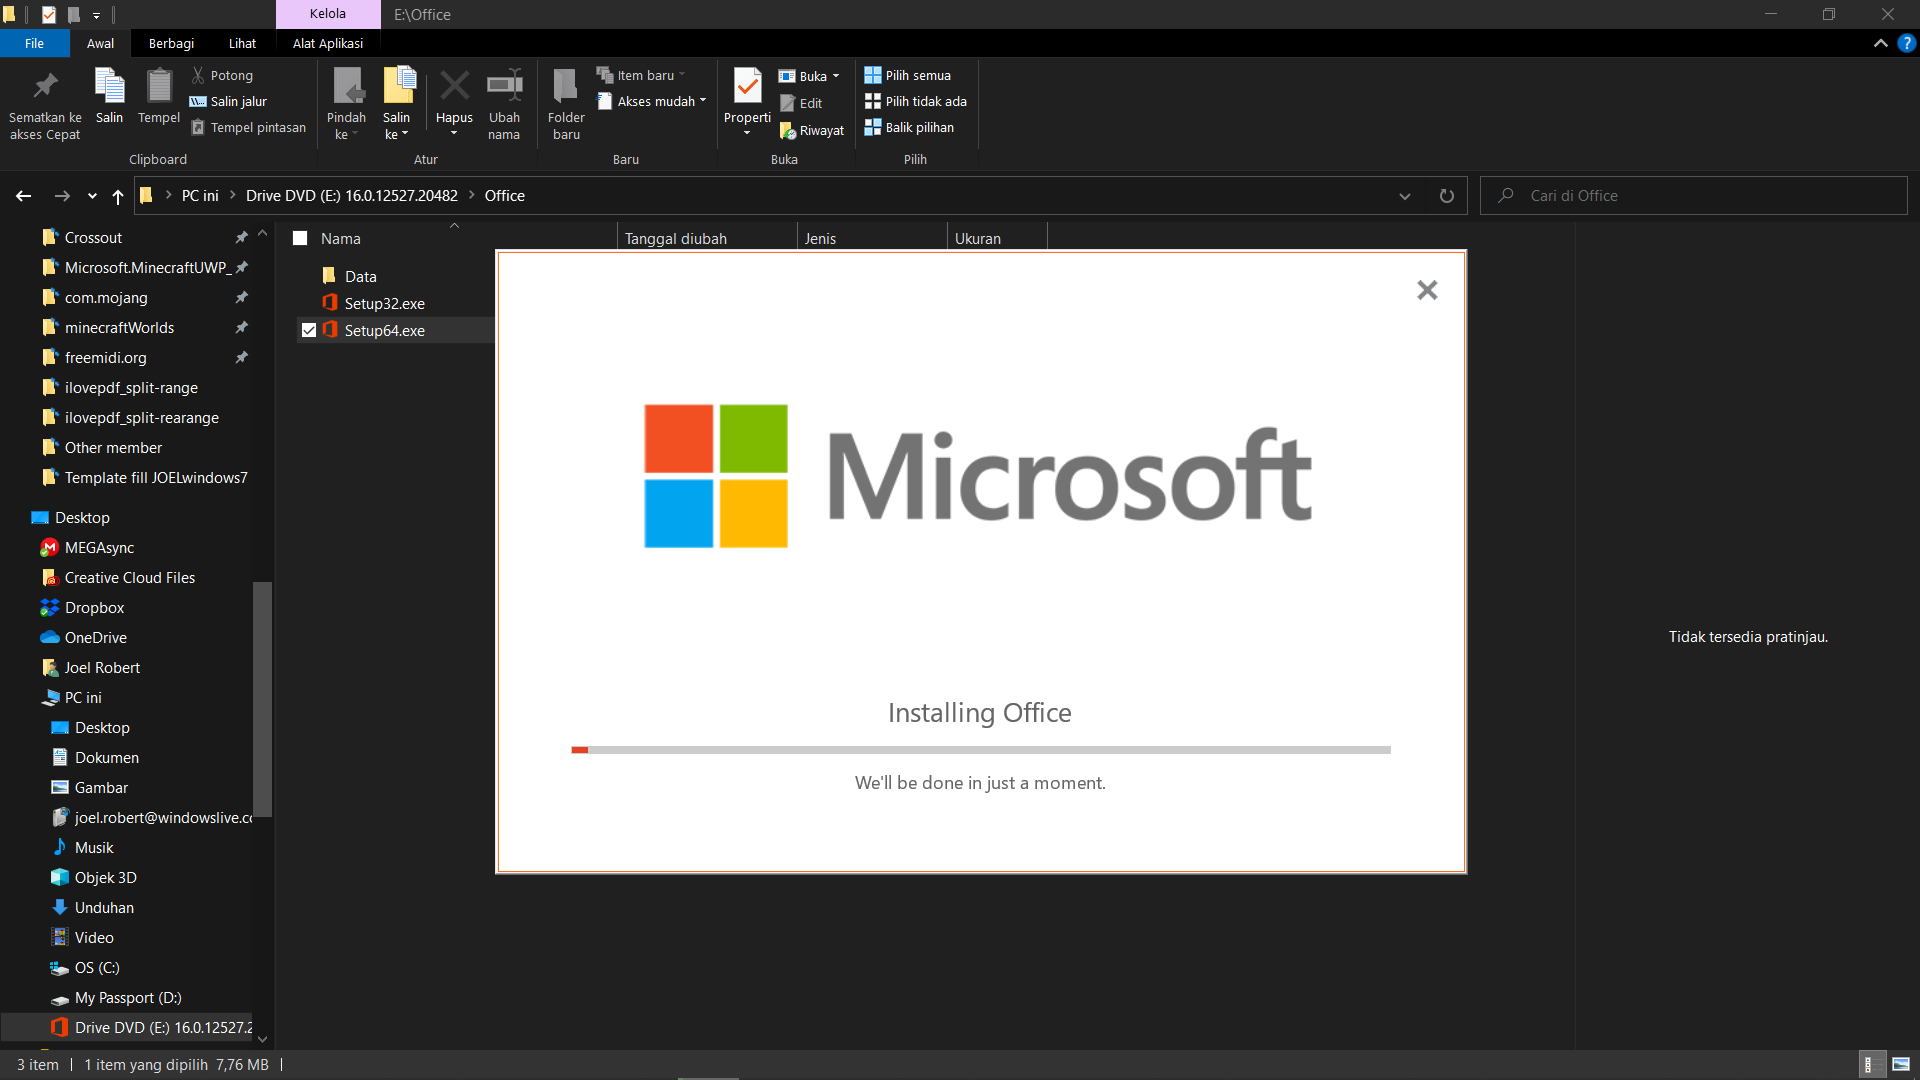 Kelola
E:\Office
File
Awal
Berbagi
Lihat
Alat Aplikasi
Sematkan ke
akses Cepat
Salin
Tempel
Potong
Salin jalur
Tempel pintasan
Clipboard
Pindah
ke
Salin
ke
Hapus
Ubah
nama
Atur
Folder
baru
Item baru
Akses mudah
Baru
Properti
Buka
Edit
Riwayat
Buka
Pilih semua
Pilih tidak ada
Balik pilihan
Pilih
PC ini
Drive DVD (E:) 16.0.12527.20482
Office
Cari di Office
Crossout
Microsoft.MinecraftUWP_
com.mojang
minecraftWorlds
freemidi.org
ilovepdf_split-range
ilovepdf_split-rearange
Other member
Template fill JOELwindows7
Desktop
MEGAsync
Creative Cloud Files
Dropbox
OneDrive
Joel Robert
PC ini
Desktop
Dokumen
Gambar
joel.robert@windowslive.co
Musik
Objek 3D
Unduhan
Video
OS (C:)
My Passport (D:)
Drive DVD (E:) 16.0.12527.2
Nama
Tanggal diubah
Jenis
Ukuran
Data
Setup32.exe
Setup64.exe
Microsoft
Installing Office
We'll be done in just a moment.
Tidak tersedia pratinjau.
3 item
1 item yang dipilih 7,76 MB